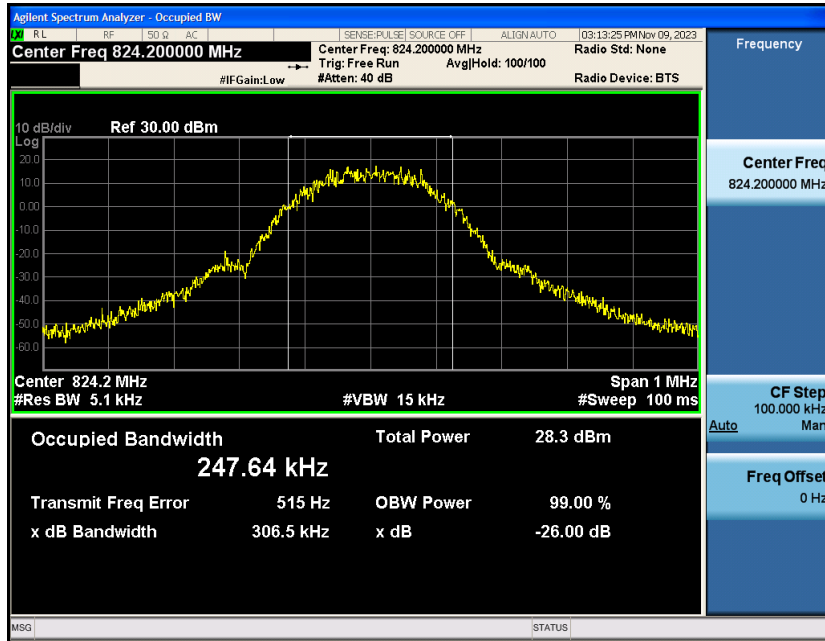 Agilent Spectrum Analyzer - Occupied BW
LXI RL RF 50 Ω AC SENSE:PULSE SOURCE OFF ALIGN AUTO 03:13:25 PM Nov 09, 2023
Center Freq 824.200000 MHz
Center Freq: 824.200000 MHz Radio Std: None
Trig: Free Run Avg|Hold: 100/100
#IFGain:Low #Atten: 40 dB Radio Device: BTS
10 dB/div Ref 30.00 dBm
Log
20.0
10.0
0.00
-10.0
-20.0
-30.0
-40.0
-50.0
-60.0
Center 824.2 MHz Span 1 MHz
#Res BW 5.1 kHz #VBW 15 kHz #Sweep 100 ms
Occupied Bandwidth Total Power 28.3 dBm
247.64 kHz
Transmit Freq Error 515 Hz OBW Power 99.00 %
x dB Bandwidth 306.5 kHz x dB -26.00 dB
MSG STATUS
Frequency
Center Freq
824.200000 MHz
CF Step
100.000 kHz
Auto Man
Freq Offset
0 Hz